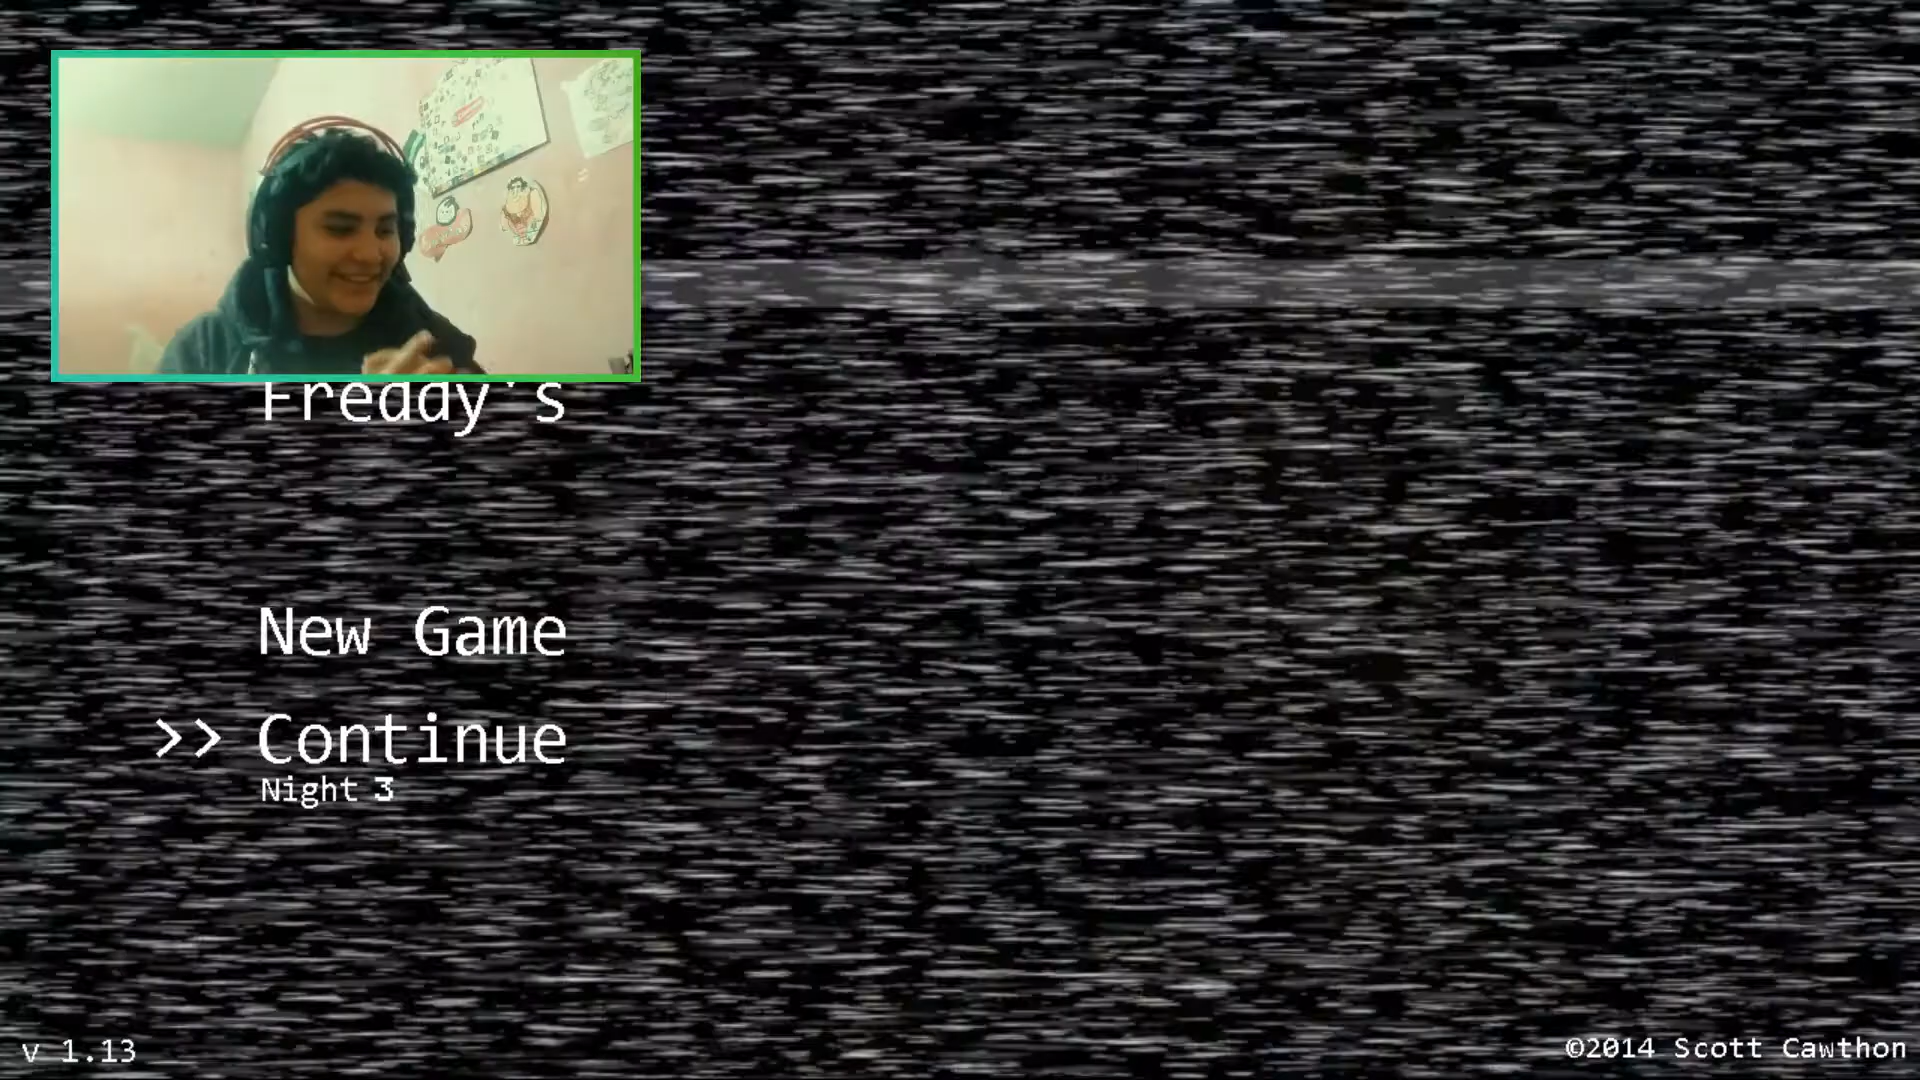 Freddy's
New Game
>> Continue
Night 3
v 1.13
©2014 Scott Cawthon